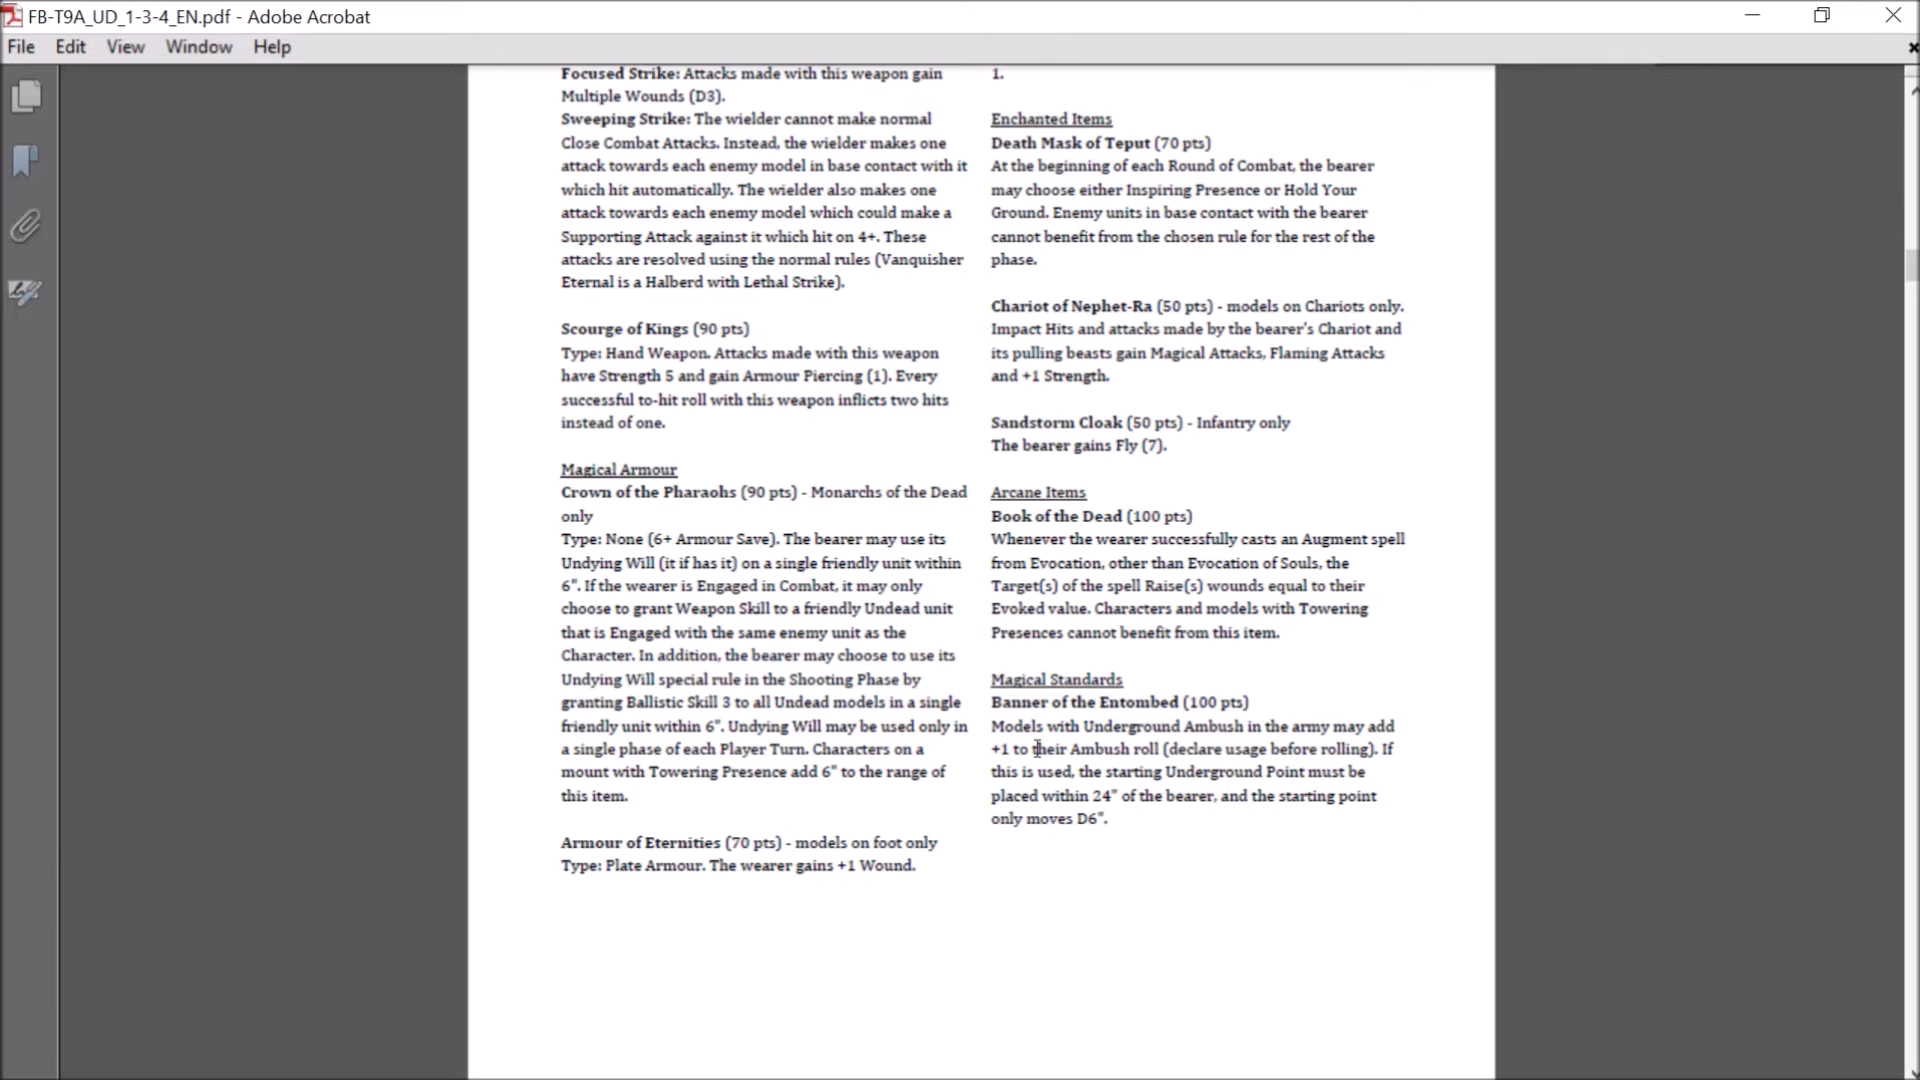 FB-T9A_UD_1-3-4_EN.pdf - Adobe Acrobat
File Edit View Window Help
Focused Strike: Attacks made with this weapon gain
Multiple Wounds (D3).
Sweeping Strike: The wielder cannot make normal
Close Combat Attacks. Instead, the wielder makes one
attack towards each enemy model in base contact with it
which hit automatically. The wielder also makes one
attack towards each enemy model which could make a
Supporting Attack against it which hit on 4+. These
attacks are resolved using the normal rules (Vanquisher
Eternal is a Halberd with Lethal Strike).
Scourge of Kings (90 pts)
Type: Hand Weapon. Attacks made with this weapon
have Strength 5 and gain Armour Piercing (1). Every
successful to-hit roll with this weapon inflicts two hits
instead of one.
Magical Armour
Crown of the Pharaohs (90 pts) - Monarchs of the Dead
only
Type: None (6+ Armour Save). The bearer may use its
Undying Will (it if has it) on a single friendly unit within
6". If the wearer is Engaged in Combat, it may only
choose to grant Weapon Skill to a friendly Undead unit
that is Engaged with the same enemy unit as the
Character. In addition, the bearer may choose to use its
Undying Will special rule in the Shooting Phase by
granting Ballistic Skill 3 to all Undead models in a single
friendly unit within 6". Undying Will may be used only in
a single phase of each Player Turn. Characters on a
mount with Towering Presence add 6" to the range of
this item.
Armour of Eternities (70 pts) - models on foot only
Type: Plate Armour. The wearer gains +1 Wound.
1.
Enchanted Items
Death Mask of Teput (70 pts)
At the beginning of each Round of Combat, the bearer
may choose either Inspiring Presence or Hold Your
Ground. Enemy units in base contact with the bearer
cannot benefit from the chosen rule for the rest of the
phase.
Chariot of Nephet-Ra (50 pts) - models on Chariots only.
Impact Hits and attacks made by the bearer's Chariot and
its pulling beasts gain Magical Attacks, Flaming Attacks
and +1 Strength.
Sandstorm Cloak (50 pts) - Infantry only
The bearer gains Fly (7).
Arcane Items
Book of the Dead (100 pts)
Whenever the wearer successfully casts an Augment spell
from Evocation, other than Evocation of Souls, the
Target(s) of the spell Raise(s) wounds equal to their
Evoked value. Characters and models with Towering
Presences cannot benefit from this item.
Magical Standards
Banner of the Entombed (100 pts)
Models with Underground Ambush in the army may add
+1 to their Ambush roll (declare usage before rolling). If
this is used, the starting Underground Point must be
placed within 24" of the bearer, and the starting point
only moves D6".